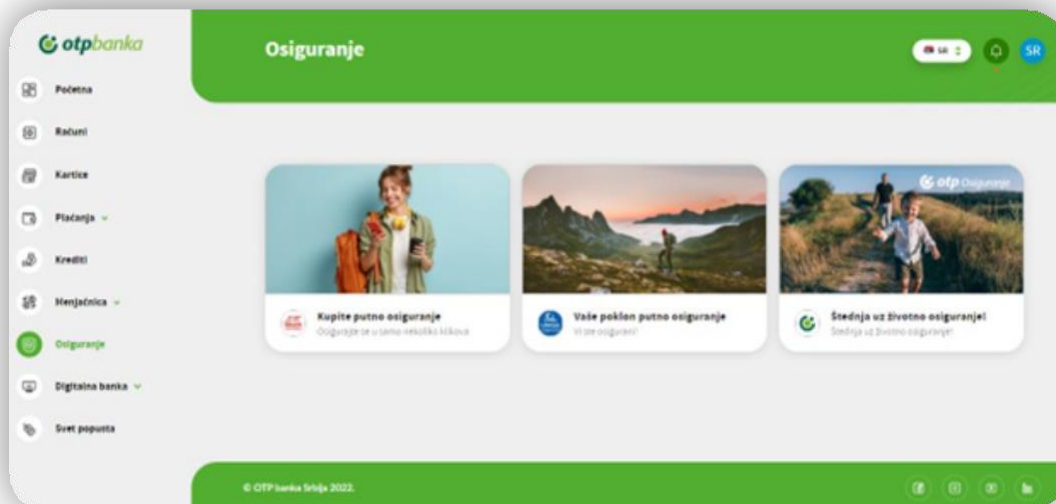 otpbanka
Osiguranje
SR
SR
Početna
Računi
Kartice
Plaćanja
Krediti
Menjačnica
Osiguranje
Digitalna banka
Svet popusta
otp Osiguranje
Kupite putno osiguranje
Osigurajte se u samo nekoliko klikova
Vaše poklon putno osiguranje
Vi ste osigurani!
Štednja uz životno osiguranje!
Štednja uz životno osiguranje!
© OTP banka Srbija 2022.